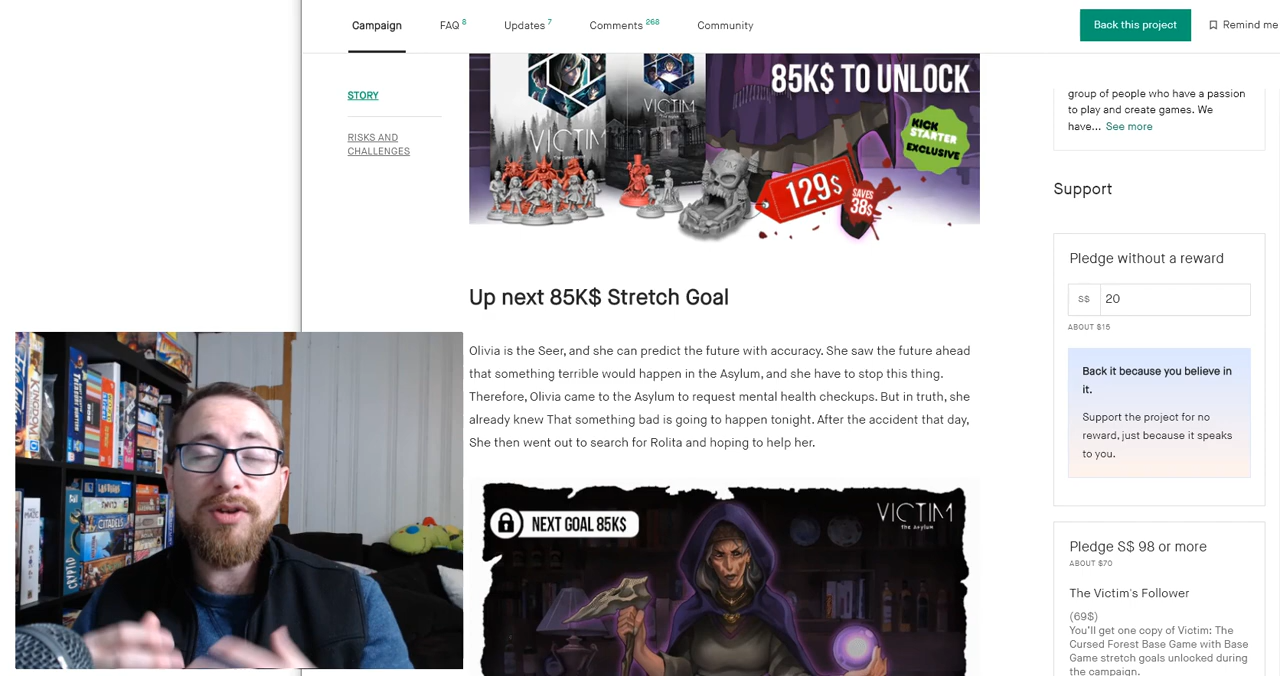 Campaign
FAQ 8
Updates 7
Comments 268
Community
Back this project
Remind me
STORY
RISKS AND
CHALLENGES
85K$ TO UNLOCK
VICTIM
VICTIM
KICK
STARTER
EXCLUSIVE
129$
SAVES
38$
group of people who have a passion
to play and create games. We
have... See more
Support
Pledge without a reward
S$ 20
ABOUT $15
Back it because you believe in
it.
Support the project for no
reward, just because it speaks
to you.
Pledge S$ 98 or more
ABOUT $70
The Victim's Follower
(69$)
You'll get one copy of Victim: The
Cursed Forest Base Game with Base
Game stretch goals unlocked during
the campaign.
Up next 85K$ Stretch Goal
Olivia is the Seer, and she can predict the future with accuracy. She saw the future ahead
that something terrible would happen in the Asylum, and she have to stop this thing.
Therefore, Olivia came to the Asylum to request mental health checkups. But in truth, she
already knew That something bad is going to happen tonight. After the accident that day,
She then went out to search for Rolita and hoping to help her.
NEXT GOAL 85K$
VICTIM
The Asylum
CITADELS
CRYPTID